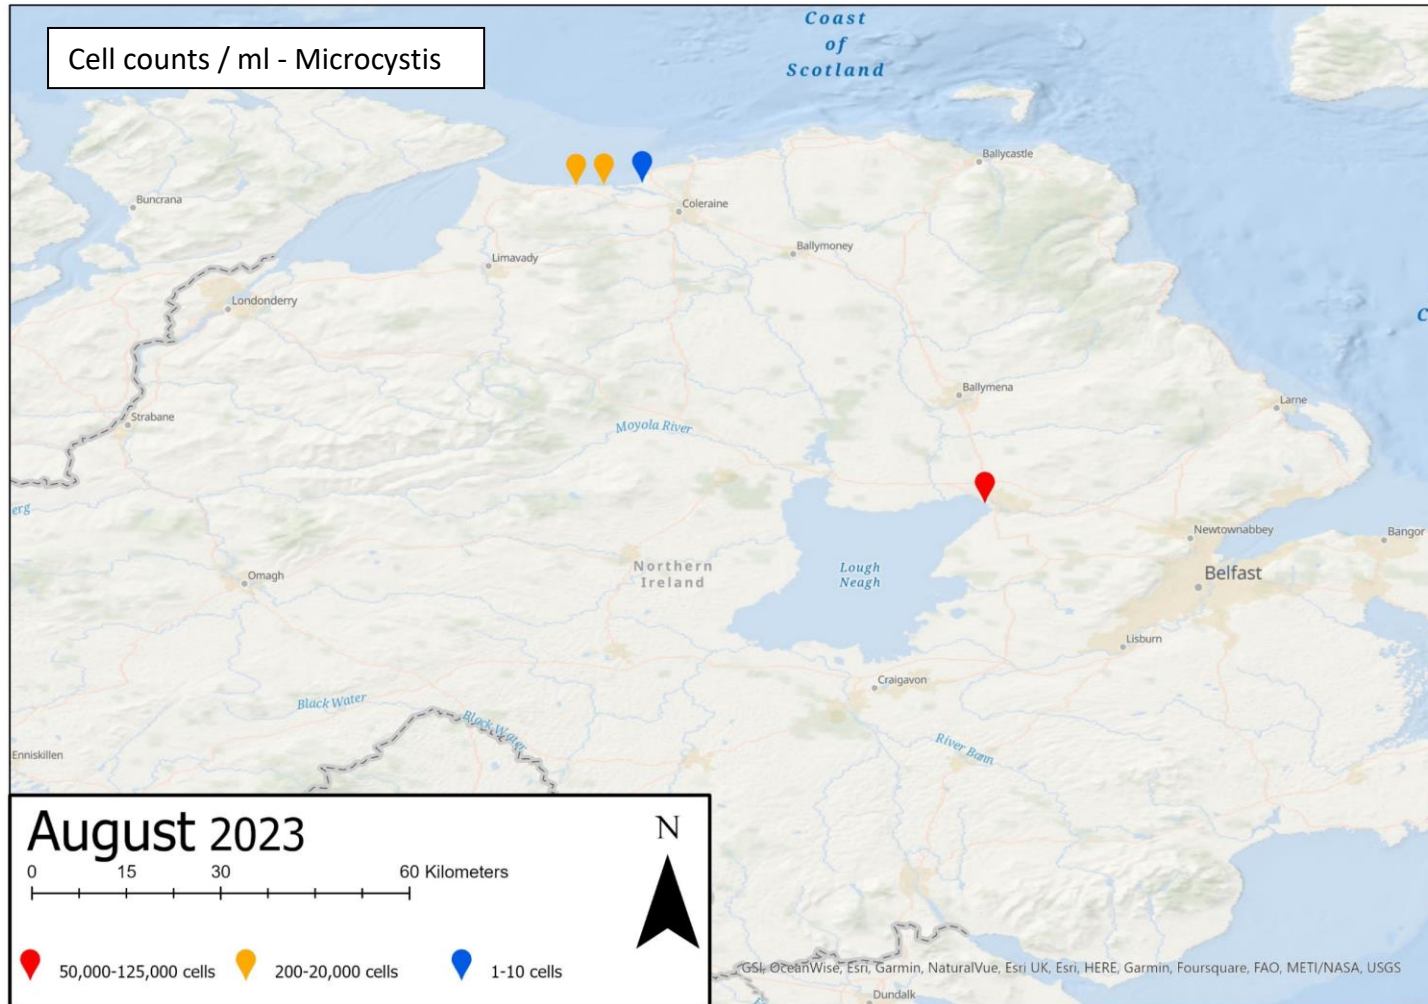 Cell counts / ml - Microcystis
Coast
of
Scotland
Ballycastle
Buncrana
Coleraine
Ballymoney
Limavady
Londonderry
C
Ballymena
Larne
Strabane
Moyola River
erg
Newtownabbey
Bangor
Northern
Ireland
Lough
Neagh
Belfast
Omagh
Lisburn
Craigavon
Black Water
Black Water
River Bann
Enniskillen
August 2023
N
0 15 30 60 Kilometers
50,000-125,000 cells 200-20,000 cells 1-10 cells
GSI, OceanWise, Esri, Garmin, NaturalVue, Esri UK, Esri, HERE, Garmin, Foursquare, FAO, METI/NASA, USGS
Dundalk